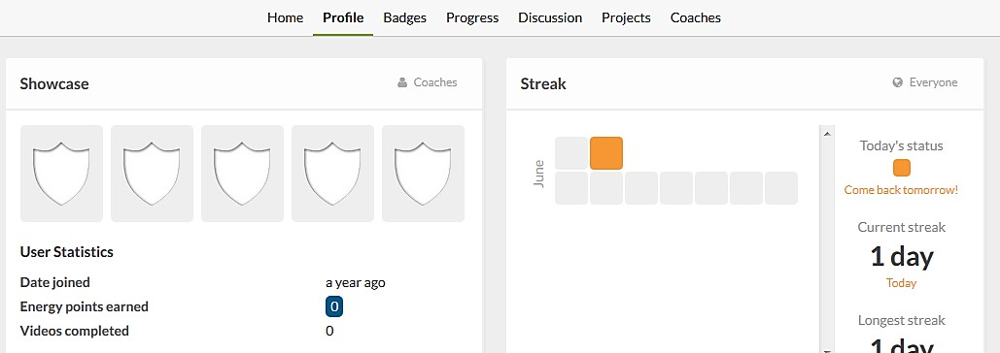 Home Profile Badges Progress Discussion Projects Coaches
Showcase
Coaches
User Statistics
Date joined a year ago
Energy points earned 0
Videos completed 0
Streak
Everyone
June
Today's status
Come back tomorrow!
Current streak
1 day
Today
Longest streak
1 day